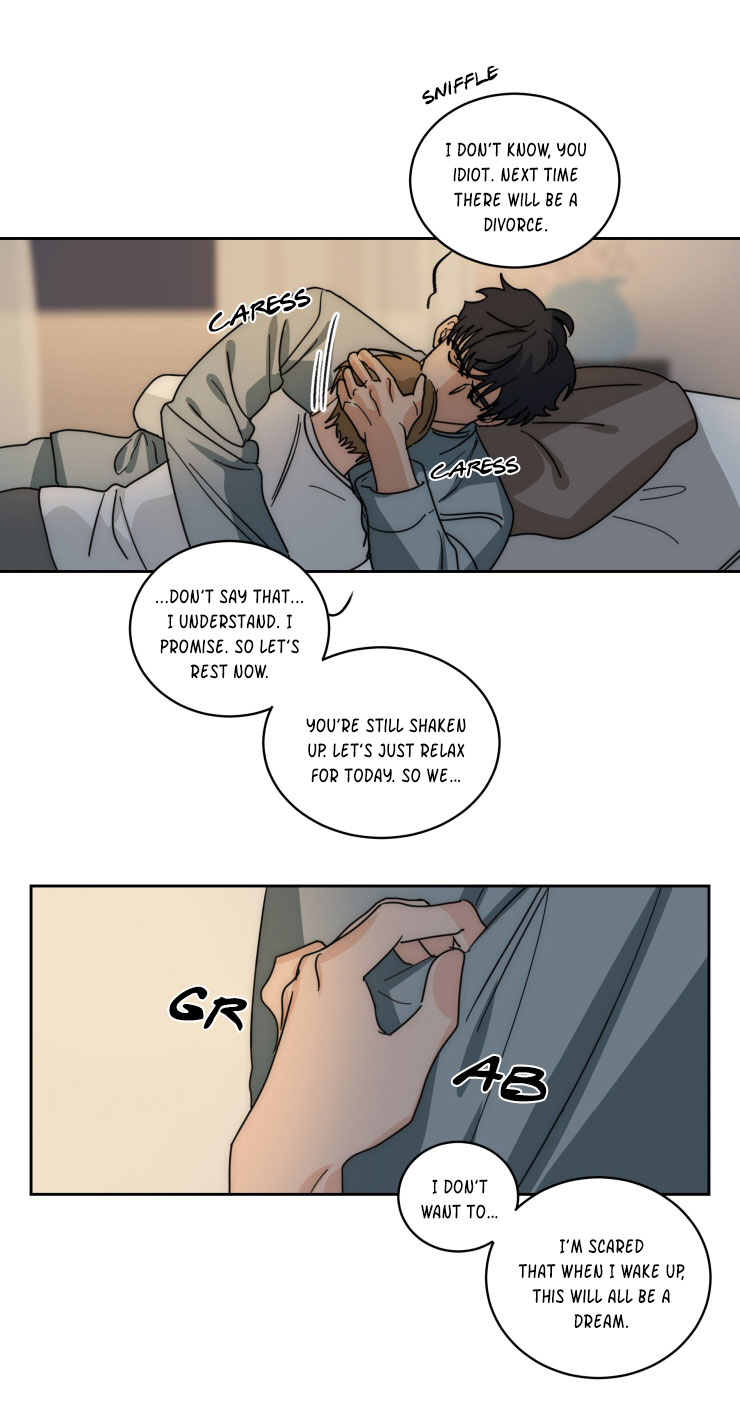 SNIFFLE
I DON'T KNOW, YOU
IDIOT. NEXT TIME
THERE WILL BE A
DIVORCE.
CARESS
CARESS
...DON'T SAY THAT...
I UNDERSTAND. I
PROMISE. SO LET'S
REST NOW.
YOU'RE STILL SHAKEN
UP. LET'S JUST RELAX
FOR TODAY. SO WE...
GR
AB
I DON'T
WANT TO...
I'M SCARED
THAT WHEN I WAKE UP,
THIS WILL ALL BE A
DREAM.